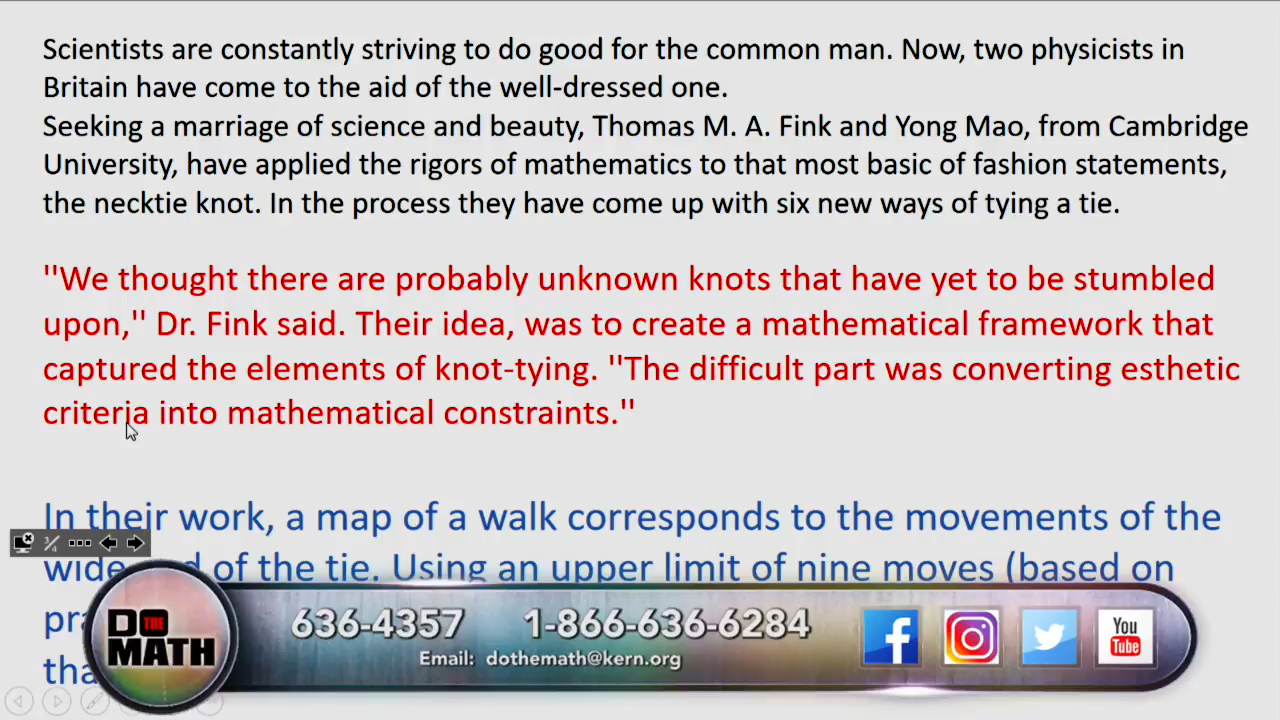 Scientists are constantly striving to do good for the common man. Now, two physicists in
Britain have come to the aid of the well-dressed one.
Seeking a marriage of science and beauty, Thomas M. A. Fink and Yong Mao, from Cambridge
University, have applied the rigors of mathematics to that most basic of fashion statements,
the necktie knot. In the process they have come up with six new ways of tying a tie.
''We thought there are probably unknown knots that have yet to be stumbled
upon,'' Dr. Fink said. Their idea, was to create a mathematical framework that
captured the elements of knot-tying. ''The difficult part was converting esthetic
criteria into mathematical constraints.''
In their work, a map of a walk corresponds to the movements of the
wide end of the tie. Using an upper limit of nine moves (based on
DO THE MATH
636-4357 1-866-636-6284
Email: dothemath@kern.org
You Tube